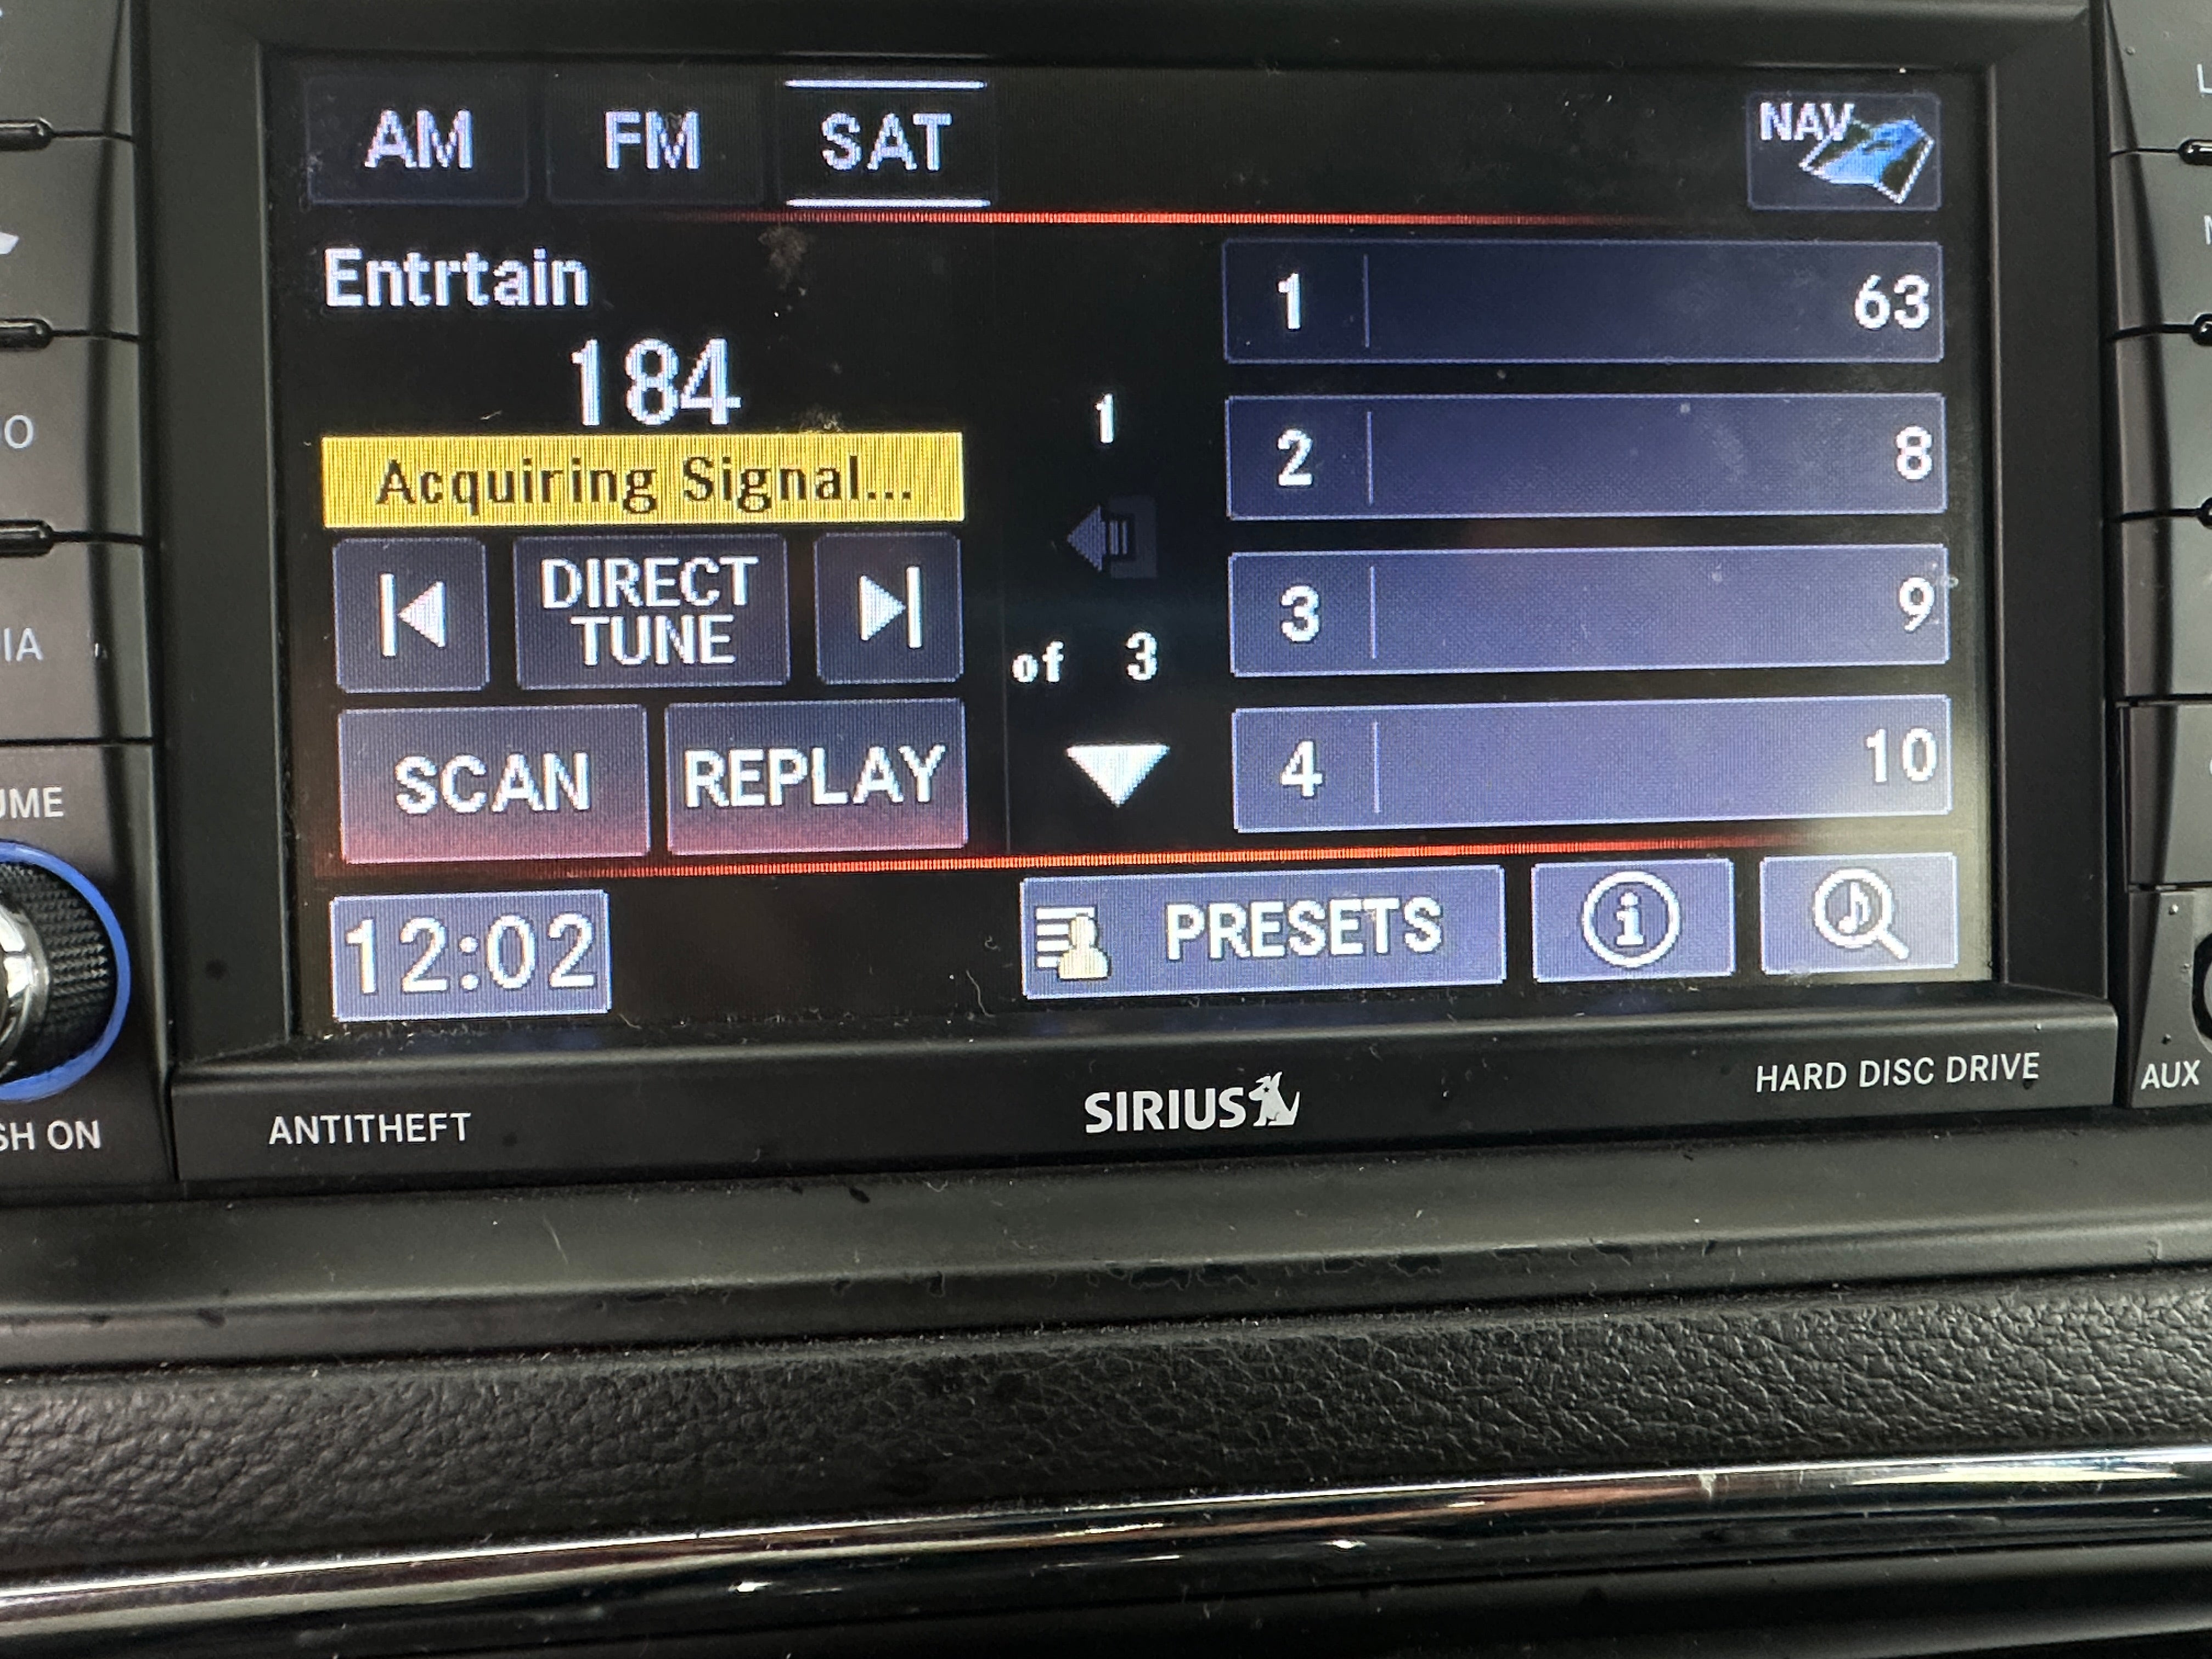 AM FM SAT NAV
Entrtain
184
Acquiring Signal...
DIRECT
TUNE
SCAN REPLAY
1
of 3
1 63
2 8
3 9
4 10
12:02 PRESETS i
ANTITHEFT SIRIUS HARD DISC DRIVE
AUX